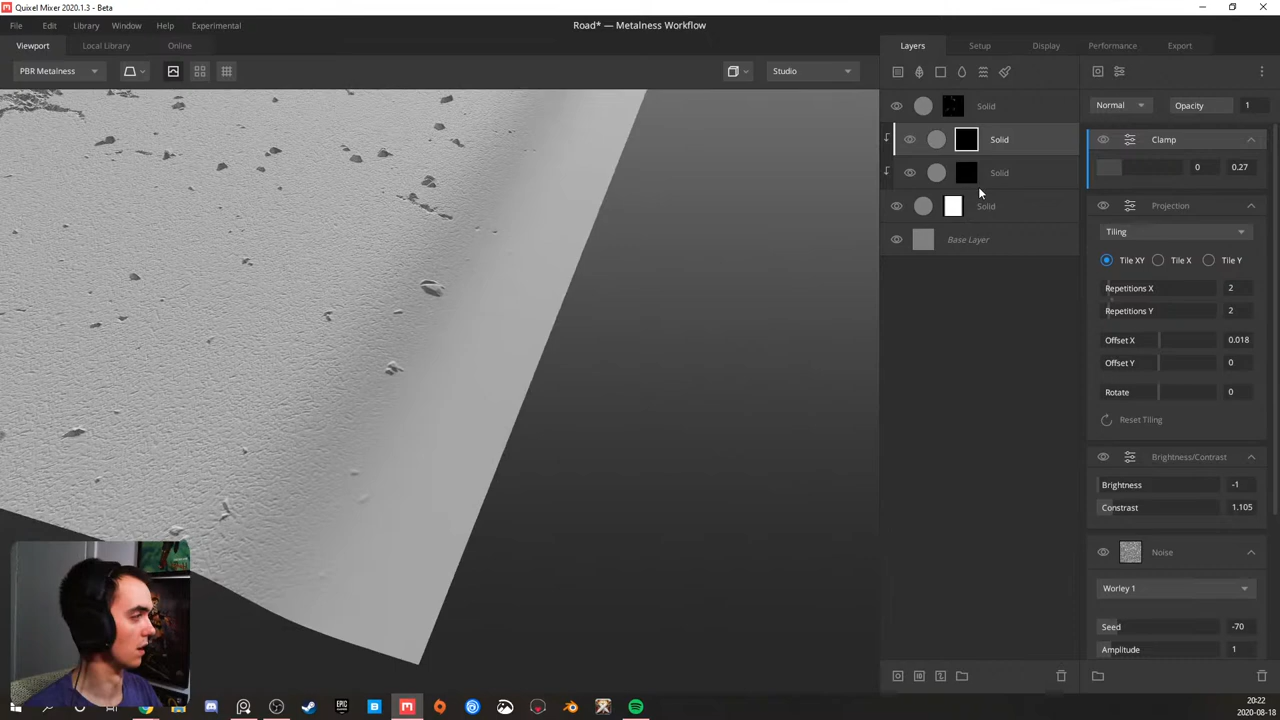 Quixel Mixer 2020.1.3 - Beta
File Edit Library Window Help Experimental
Road* — Metalness Workflow
Viewport Local Library Online
Layers Setup Display Performance Export
PBR Metalness
Studio
Solid
Normal Opacity 1
Solid
Clamp
0 0.27
Solid
Solid
Projection
Tiling
Base Layer
Tile XY Tile X Tile Y
Repetitions X 2
Repetitions Y 2
Offset X 0.018
Offset Y 0
Rotate 0
Reset Tiling
Brightness/Contrast
Brightness -1
Constrast 1.105
Noise
Worley 1
Seed -70
Amplitude 1
EPIC
20:22
2020-08-18